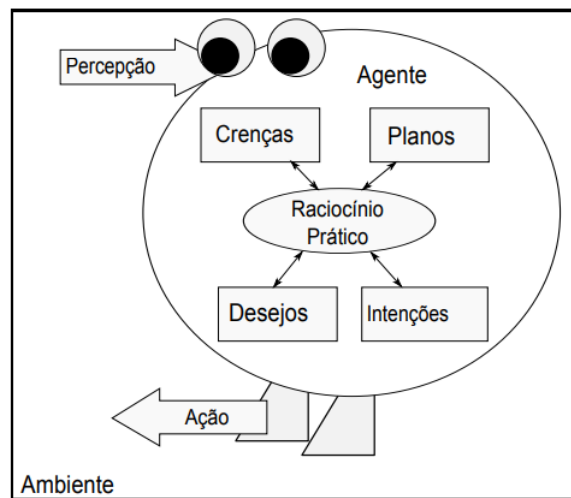 Percepção
Agente
Crenças
Planos
Raciocínio
Prático
Desejos
Intenções
Ação
Ambiente